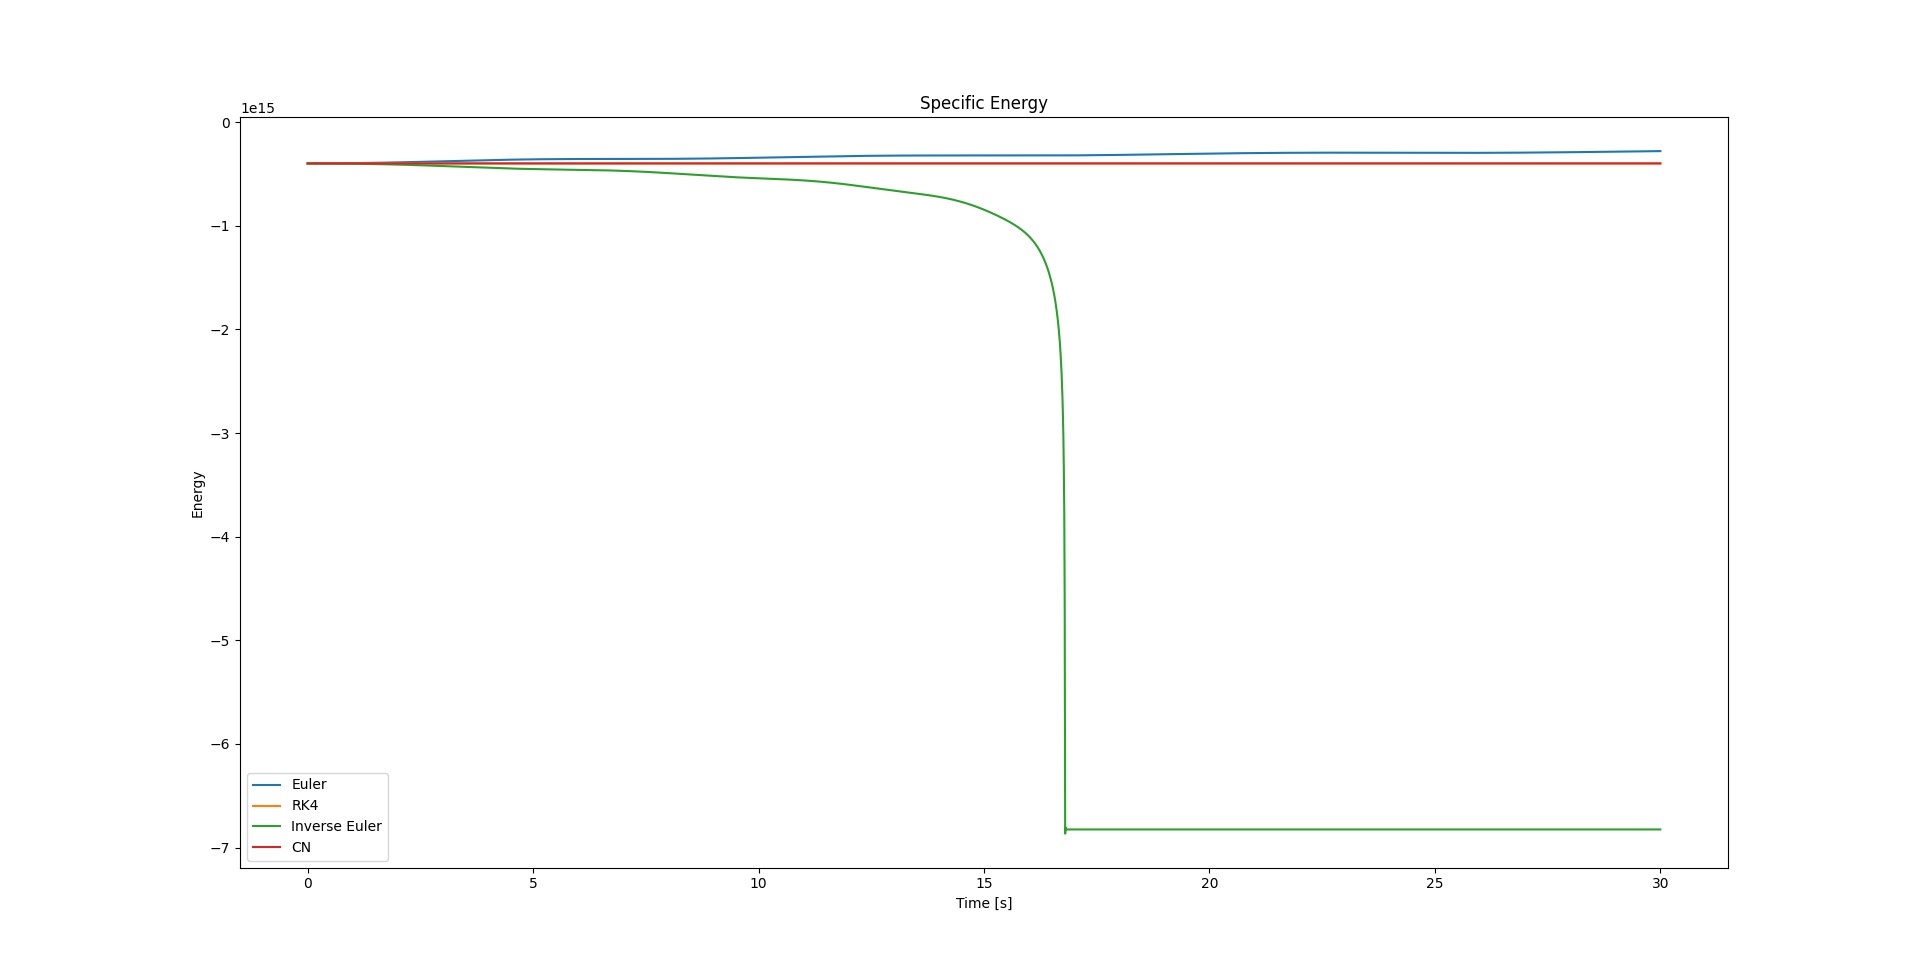 Specific Energy
1e15
0
−1
−2
−3
−4
−5
−6
−7
Energy
Euler
RK4
Inverse Euler
CN
0 5 10 15 20 25 30
Time [s]